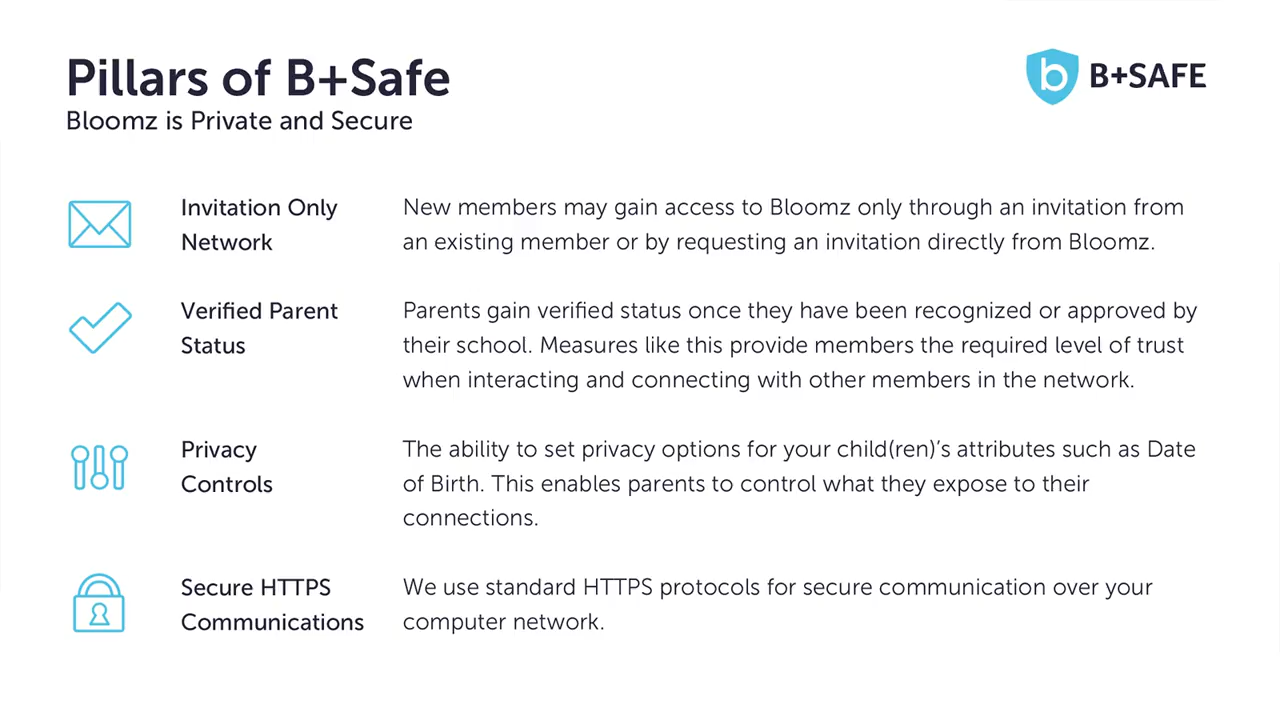 Pillars of B+Safe
Bloomz is Private and Secure
b B+SAFE
Invitation Only
Network
New members may gain access to Bloomz only through an invitation from
an existing member or by requesting an invitation directly from Bloomz.
Verified Parent
Status
Parents gain verified status once they have been recognized or approved by
their school. Measures like this provide members the required level of trust
when interacting and connecting with other members in the network.
Privacy
Controls
The ability to set privacy options for your child(ren)’s attributes such as Date
of Birth. This enables parents to control what they expose to their
connections.
Secure HTTPS
Communications
We use standard HTTPS protocols for secure communication over your
computer network.